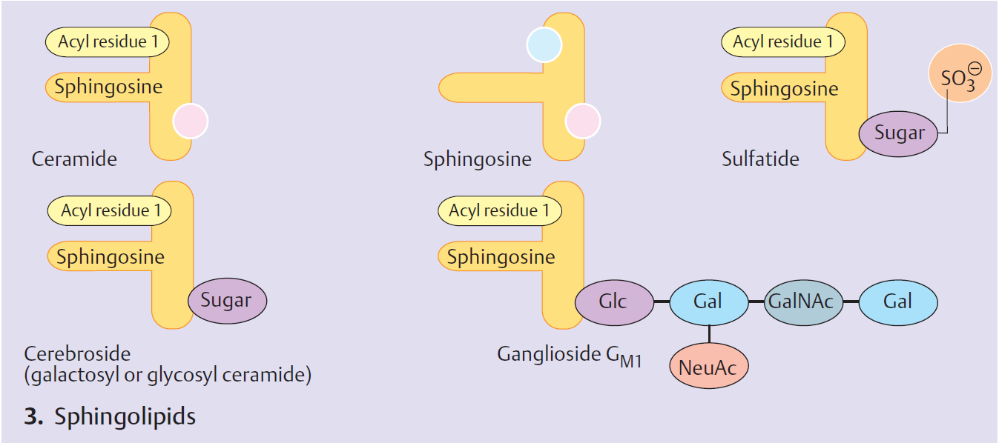 Acyl residue 1
Sphingosine
Ceramide
Sphingosine
Acyl residue 1
Sphingosine
SO₃⊖
Sugar
Sulfatide
Acyl residue 1
Sphingosine
Sugar
Cerebroside
(galactosyl or glycosyl ceramide)
Acyl residue 1
Sphingosine
Glc
Gal
GalNAc
Gal
NeuAc
Ganglioside G_M1
3. Sphingolipids